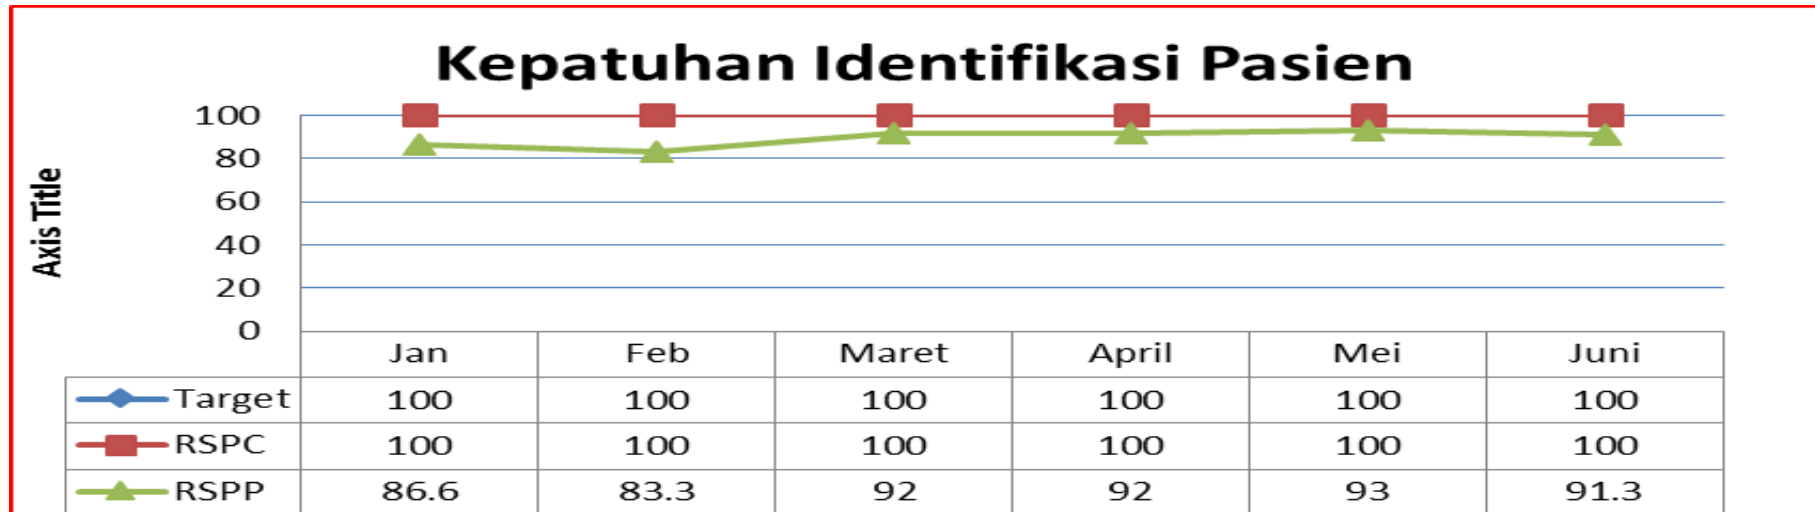 Kepatuhan Identifikasi Pasien
Axis Title
100
80
60
40
20
0
Jan Feb Maret April Mei Juni
Target 100 100 100 100 100 100
RSPC 100 100 100 100 100 100
RSPP 86.6 83.3 92 92 93 91.3